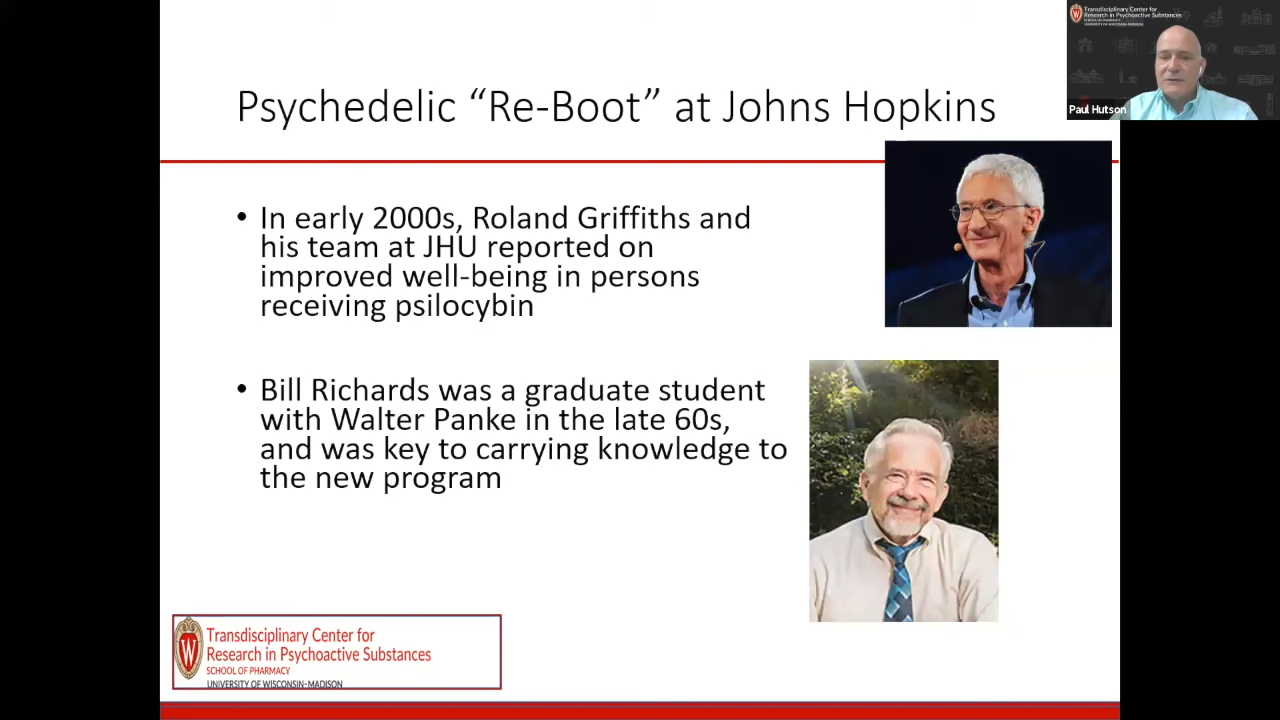 Psychedelic “Re-Boot” at Johns Hopkins
• In early 2000s, Roland Griffiths and
his team at JHU reported on
improved well-being in persons
receiving psilocybin
• Bill Richards was a graduate student
with Walter Panke in the late 60s,
and was key to carrying knowledge to
the new program
W
Transdisciplinary Center for
Research in Psychoactive Substances
SCHOOL OF PHARMACY
UNIVERSITY OF WISCONSIN–MADISON
Transdisciplinary Center for
Research in Psychoactive Substances
SCHOOL OF PHARMACY
UNIVERSITY OF WISCONSIN-MADISON
Paul Hutson